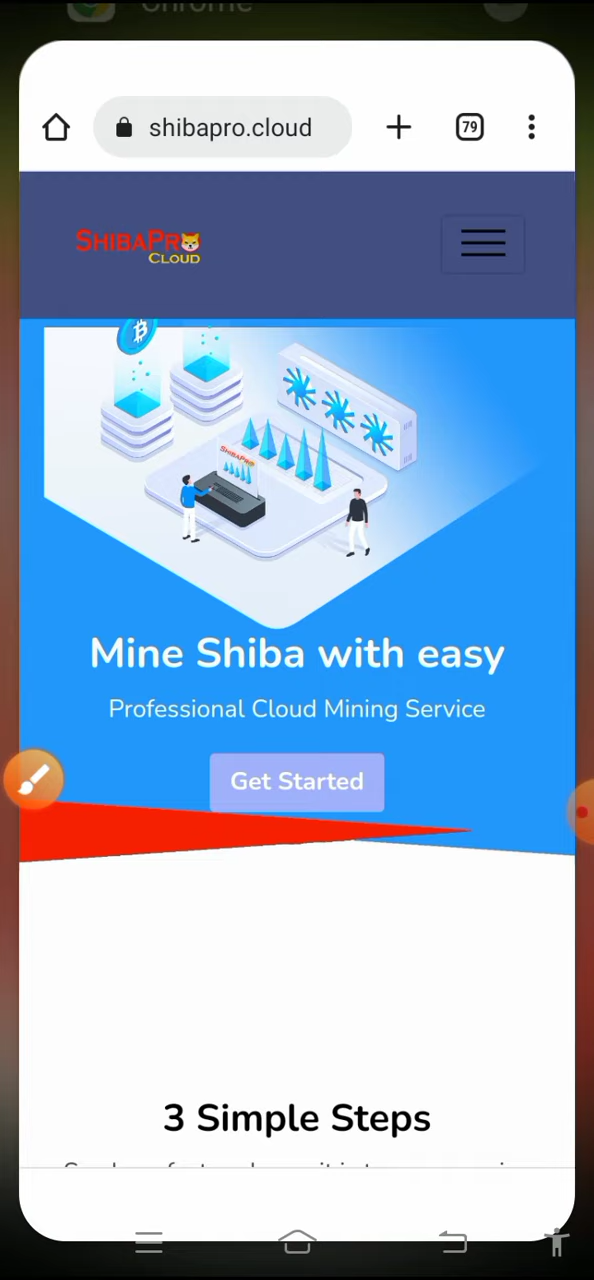 Chrome
shibapro.cloud
79
SHIBAPRO
CLOUD
SHIBAPRO
Mine Shiba with easy
Professional Cloud Mining Service
Get Started
3 Simple Steps